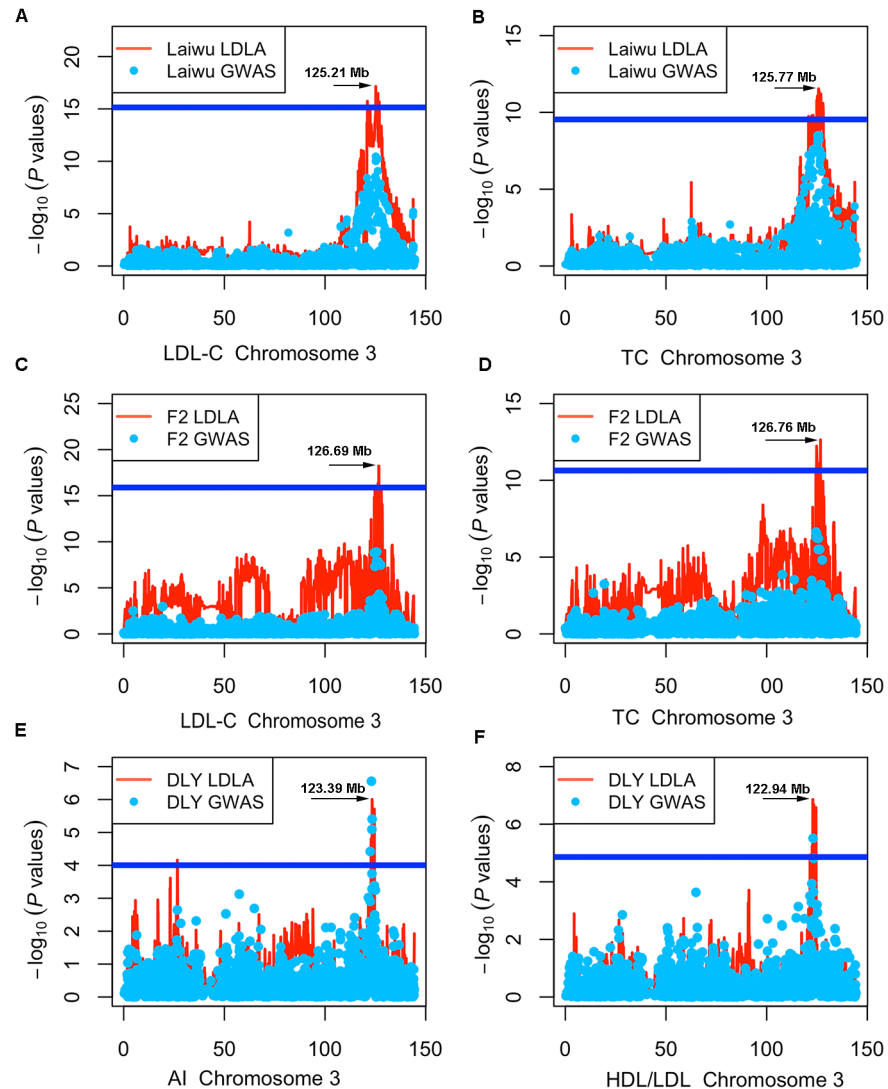 A
Laiwu LDLA
Laiwu GWAS
125.21 Mb
−log10 (P values)
0 5 10 15 20
0 50 100 150
LDL-C Chromosome 3
B
Laiwu LDLA
Laiwu GWAS
125.77 Mb
−log10 (P values)
0 5 10 15
0 50 100 150
TC Chromosome 3
C
F2 LDLA
F2 GWAS
126.69 Mb
−log10 (P values)
0 5 10 15 20 25
0 50 100 150
LDL-C Chromosome 3
D
F2 LDLA
F2 GWAS
126.76 Mb
−log10 (P values)
0 5 10 15
0 50 00 150
TC Chromosome 3
E
DLY LDLA
DLY GWAS
123.39 Mb
−log10 (P values)
0 1 2 3 4 5 6 7
0 50 100 150
AI Chromosome 3
F
DLY LDLA
DLY GWAS
122.94 Mb
−log10 (P values)
0 2 4 6 8
0 50 100 150
HDL/LDL Chromosome 3